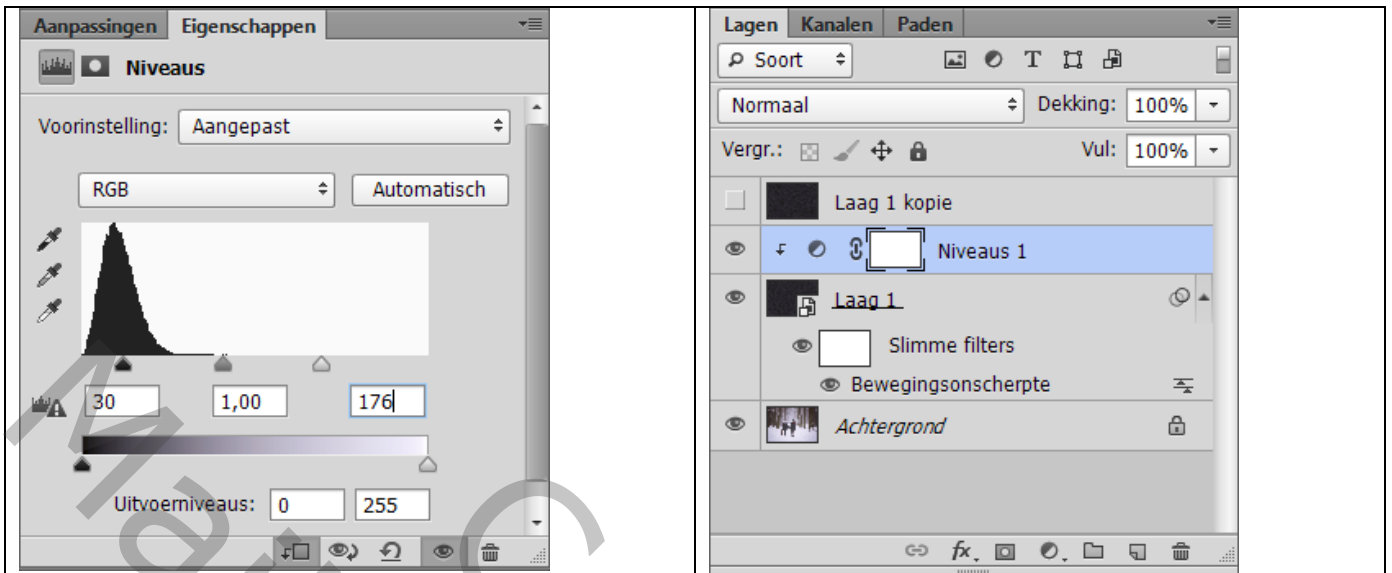 Aanpassingen Eigenschappen
Niveaus
Voorinstelling: Aangepast
RGB Automatisch
30 1,00 176
Uitvoerniveaus: 0 255
Lagen Kanalen Paden
Soort T
Normaal Dekking: 100%
Vergr.: Vul: 100%
Laag 1 kopie
Niveaus 1
Laag 1
Slimme filters
Bewegingsonscherpte
Achtergrond
fx.